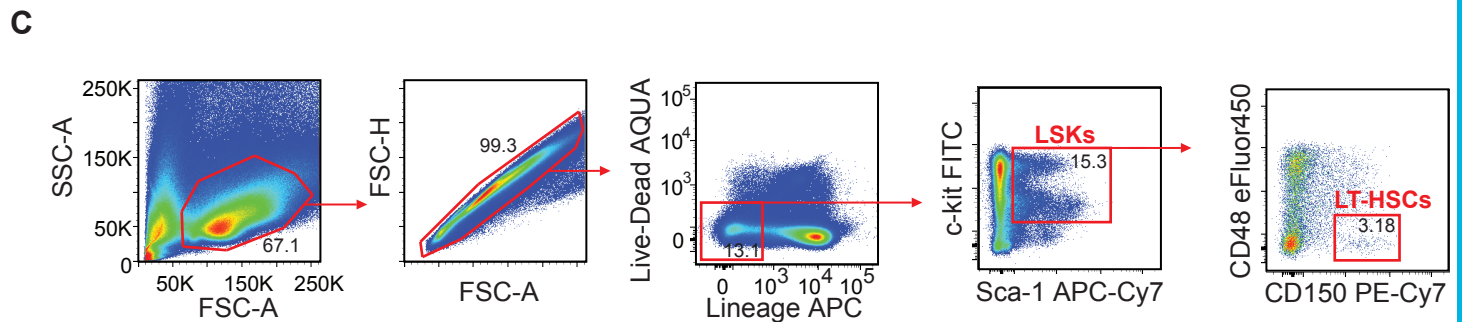 C
SSC-A
250K
150K
50K
0
67.1
50K 150K 250K
FSC-A
FSC-H
99.3
FSC-A
Live-Dead AQUA
10^5
10^4
10^3
0
13.1
0 10^3 10^4 10^5
Lineage APC
c-kit FITC
LSKs
15.3
Sca-1 APC-Cy7
CD48 eFluor450
LT-HSCs
3.18
CD150 PE-Cy7